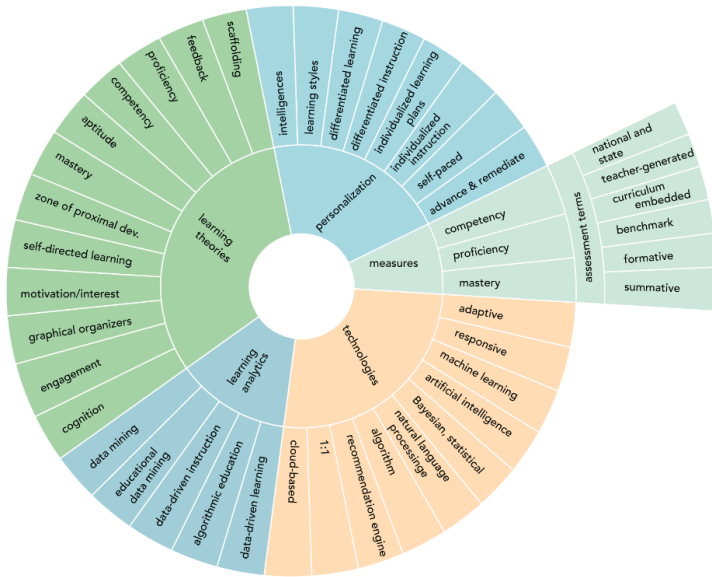 learning
theories
scaffolding
feedback
proficiency
competency
aptitude
mastery
zone of proximal dev.
self-directed learning
motivation/interest
graphical organizers
engagement
cognition
personalization
intelligences
learning styles
differentiated learning
differentiated instruction
individualized learning
plans
individualized
instruction
self-paced
advance & remediate
measures
competency
proficiency
mastery
assessment terms
national and
state
teacher-generated
curriculum
embedded
benchmark
formative
summative
technologies
adaptive
responsive
machine learning
artificial intelligence
Bayesian, statistical
natural language
processinge
algorithm
recommendation engine
1:1
cloud-based
learning
analytics
data-driven learning
algorithmic education
data-driven instruction
educational
data mining
data mining